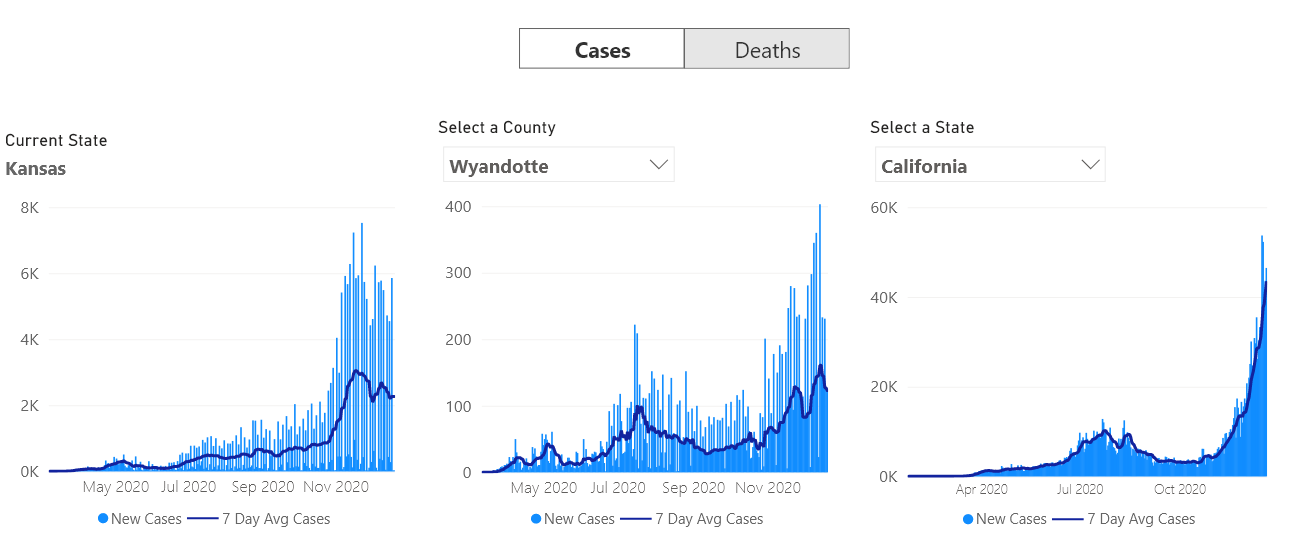 Cases Deaths
Current State
Kansas
8K
6K
4K
2K
0K
May 2020 Jul 2020 Sep 2020 Nov 2020
New Cases 7 Day Avg Cases
Select a County
Wyandotte
400
300
200
100
0
May 2020 Jul 2020 Sep 2020 Nov 2020
New Cases 7 Day Avg Cases
Select a State
California
60K
40K
20K
0K
Apr 2020 Jul 2020 Oct 2020
New Cases 7 Day Avg Cases